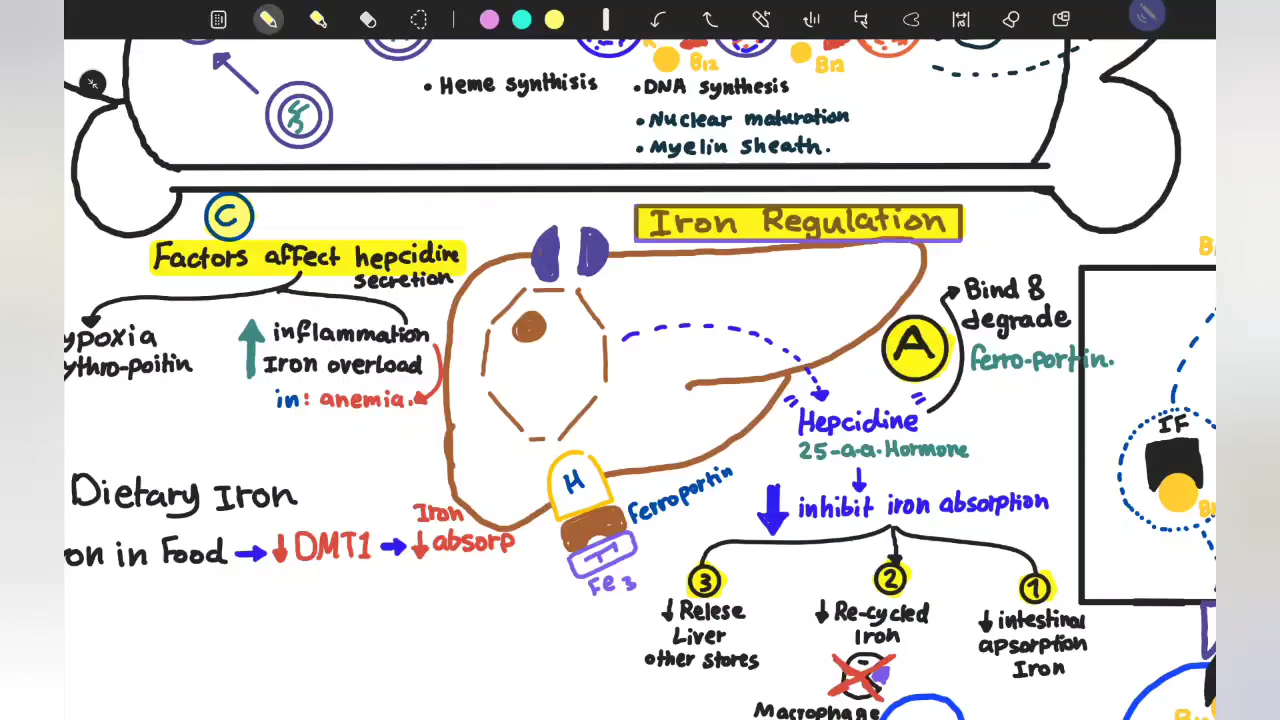 B12
B12
• Heme synthisis
• DNA synthesis
• Nuclear maturation
• Myelin sheath.
C
Iron Regulation
Factors affect hepcidine
secretion
ypoxia
ythro-poitin
inflammation
Iron overload
in: anemia.
A
Bind &
degrade
ferro-portin.
Hepcidine
25-a.a. Hormone
inhibit iron absorption
IF
Dietary Iron
on in Food → ↓ DMT1 → ↓ Iron
absorp
H
Ferroportin
T
Fe 3
3
↓ Relese
Liver
other stores
2
↓ Re-cycled
Iron
Macrophage
1
↓ intestinal
apsorption
Iron